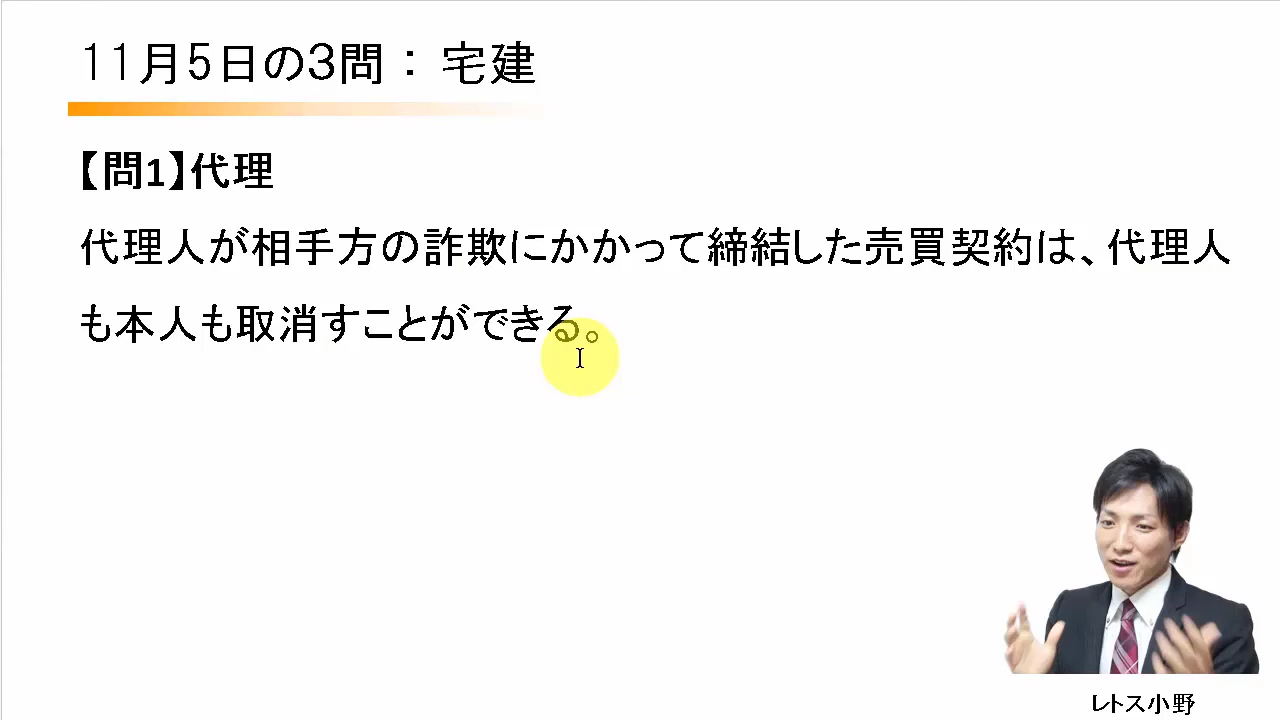 11月5日の3問：宅建
【問1】代理
代理人が相手方の詐欺にかかって締結した売買契約は、代理人
も本人も取消すことができる。
レトス小野